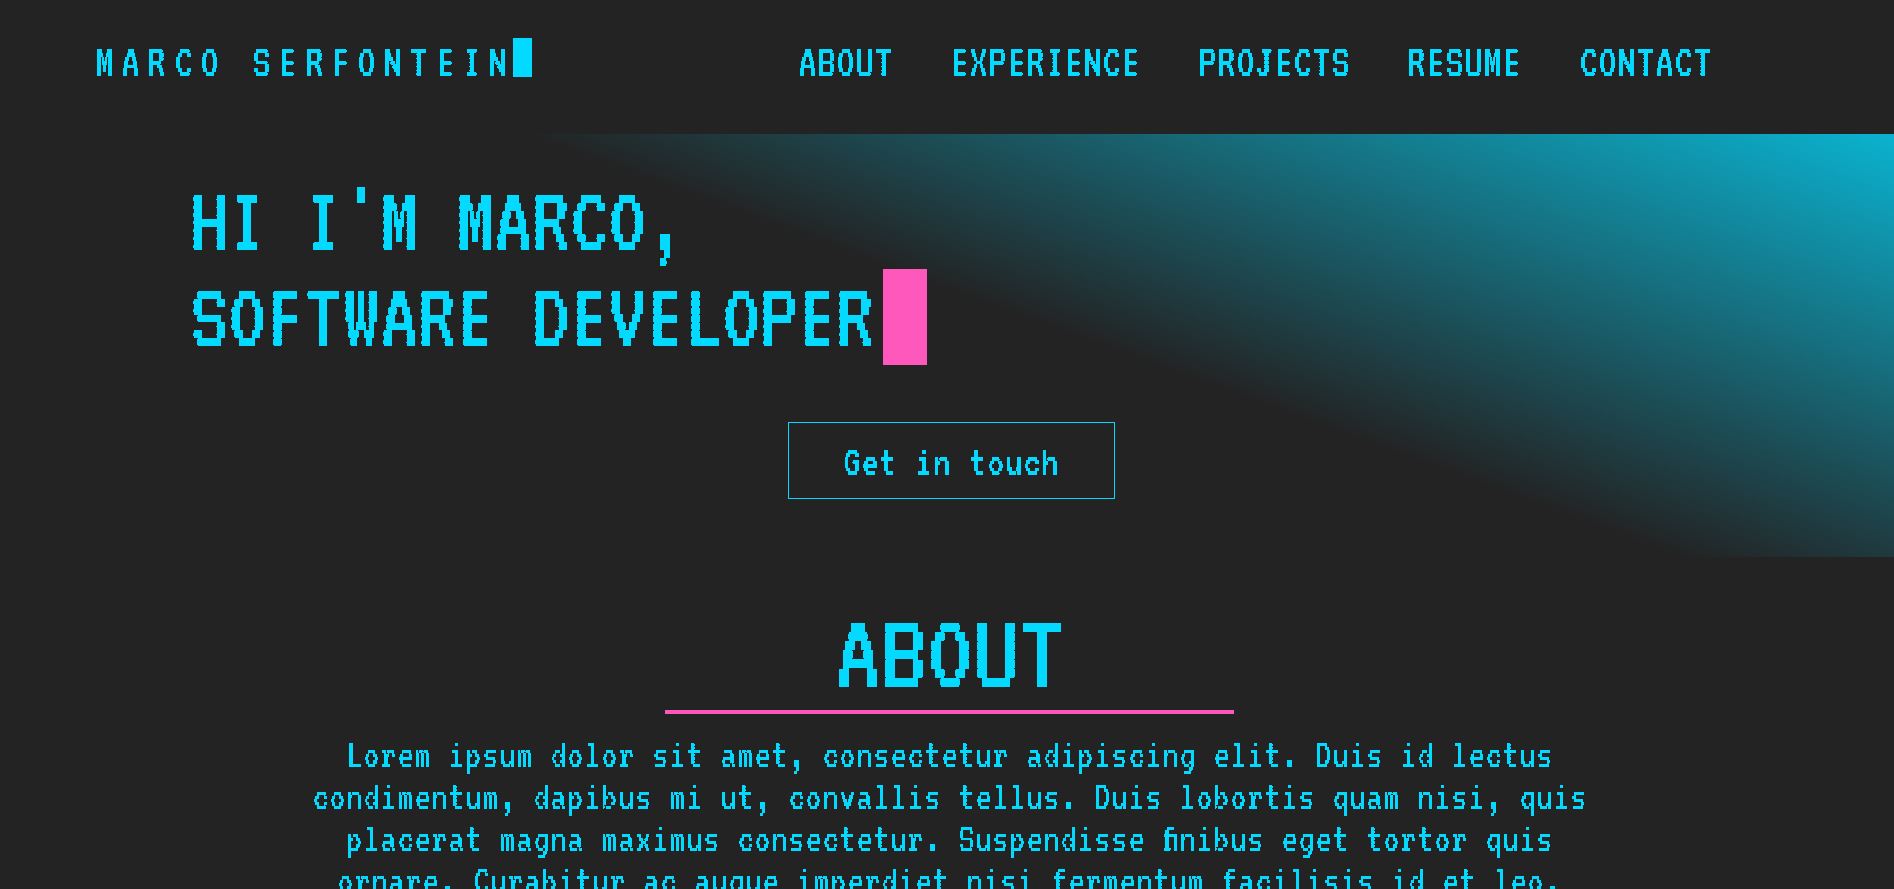 MARCO SERFONTEIN
ABOUT EXPERIENCE PROJECTS RESUME CONTACT
HI I'M MARCO,
SOFTWARE DEVELOPER
Get in touch
ABOUT
Lorem ipsum dolor sit amet, consectetur adipiscing elit. Duis id lectus
condimentum, dapibus mi ut, convallis tellus. Duis lobortis quam nisi, quis
placerat magna maximus consectetur. Suspendisse finibus eget tortor quis
ornare. Curabitur ac augue imperdiet nisi fermentum facilisis id et leo.